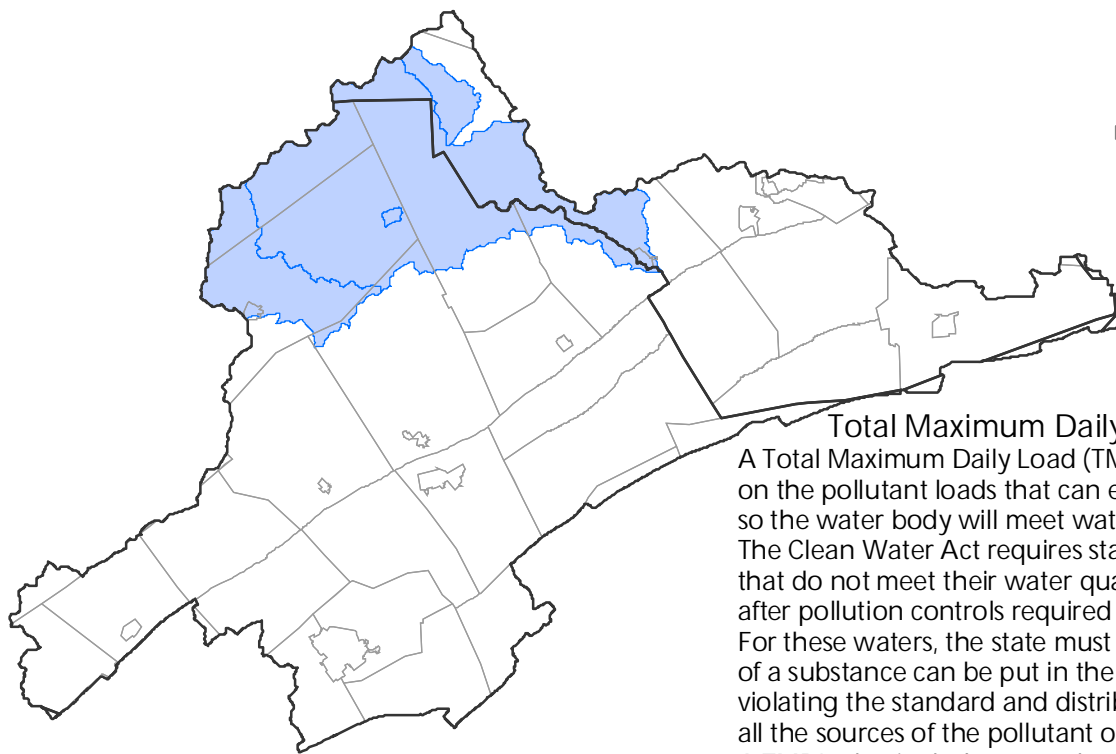 Total Maximum Daily
A Total Maximum Daily Load (TM
on the pollutant loads that can e
so the water body will meet wat
The Clean Water Act requires sta
that do not meet their water qua
after pollution controls required
For these waters, the state must
of a substance can be put in the
violating the standard and distrib
all the sources of the pollutant o